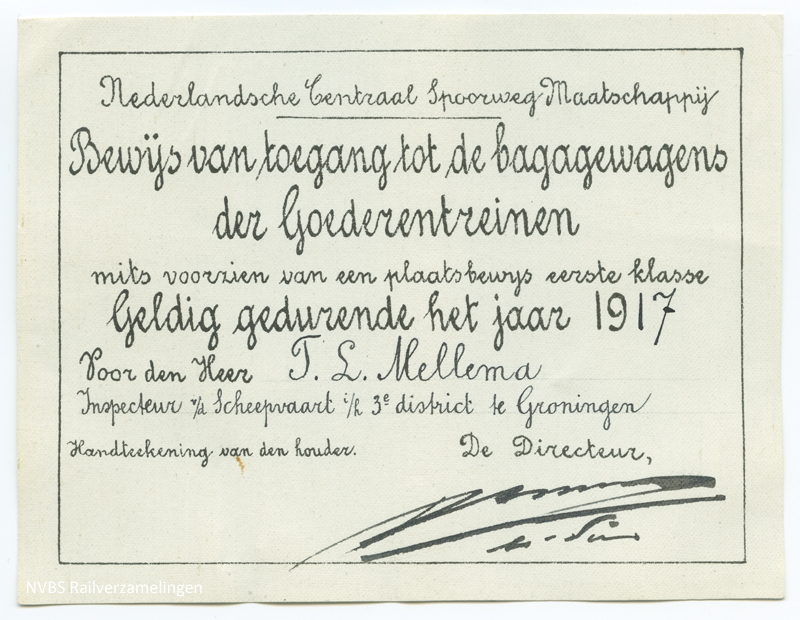 Nederlandsche Centraal Spoorweg-Maatschappij
Bewijs van toegang tot de bagagewagens
der Goederentreinen
mits voorzien van een plaatsbewys eerste klasse
Geldig gedurende het jaar 1917
Voor den Heer T. L. Mellema
Inspecteur v/d Scheepvaart i/h 3e district te Groningen
Handteekening van den houder. De Directeur,
NVBS Railverzamelingen